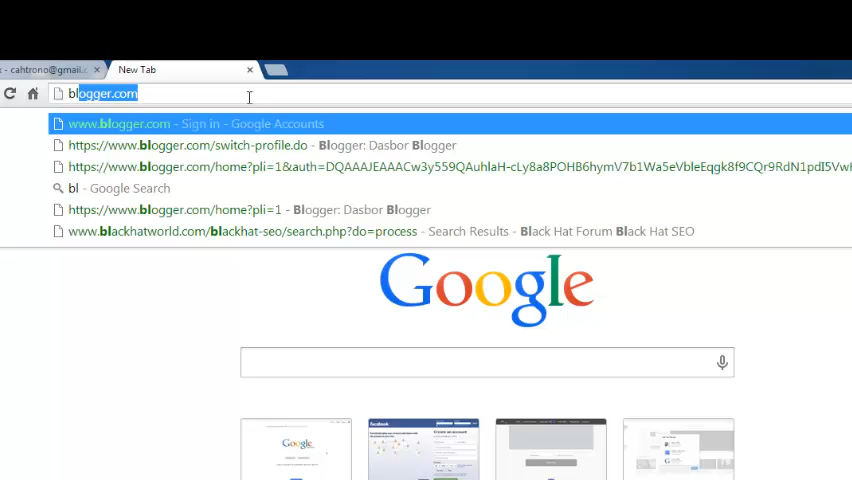 - cahtrono@gmail.c
New Tab
blogger.com
www.blogger.com - Sign in - Google Accounts
https://www.blogger.com/switch-profile.do - Blogger: Dasbor Blogger
https://www.blogger.com/home?pli=1&auth=DQAAAJEAAACw3y559QAuhlaH-cLy8a8POHB6hymV7b1Wa5eVbleEqgk8f9CQr9RdN1pdI5Vw
bl - Google Search
https://www.blogger.com/home?pli=1 - Blogger: Dasbor Blogger
www.blackhatworld.com/blackhat-seo/search.php?do=process - Search Results - Black Hat Forum Black Hat SEO
Google
Google
facebook